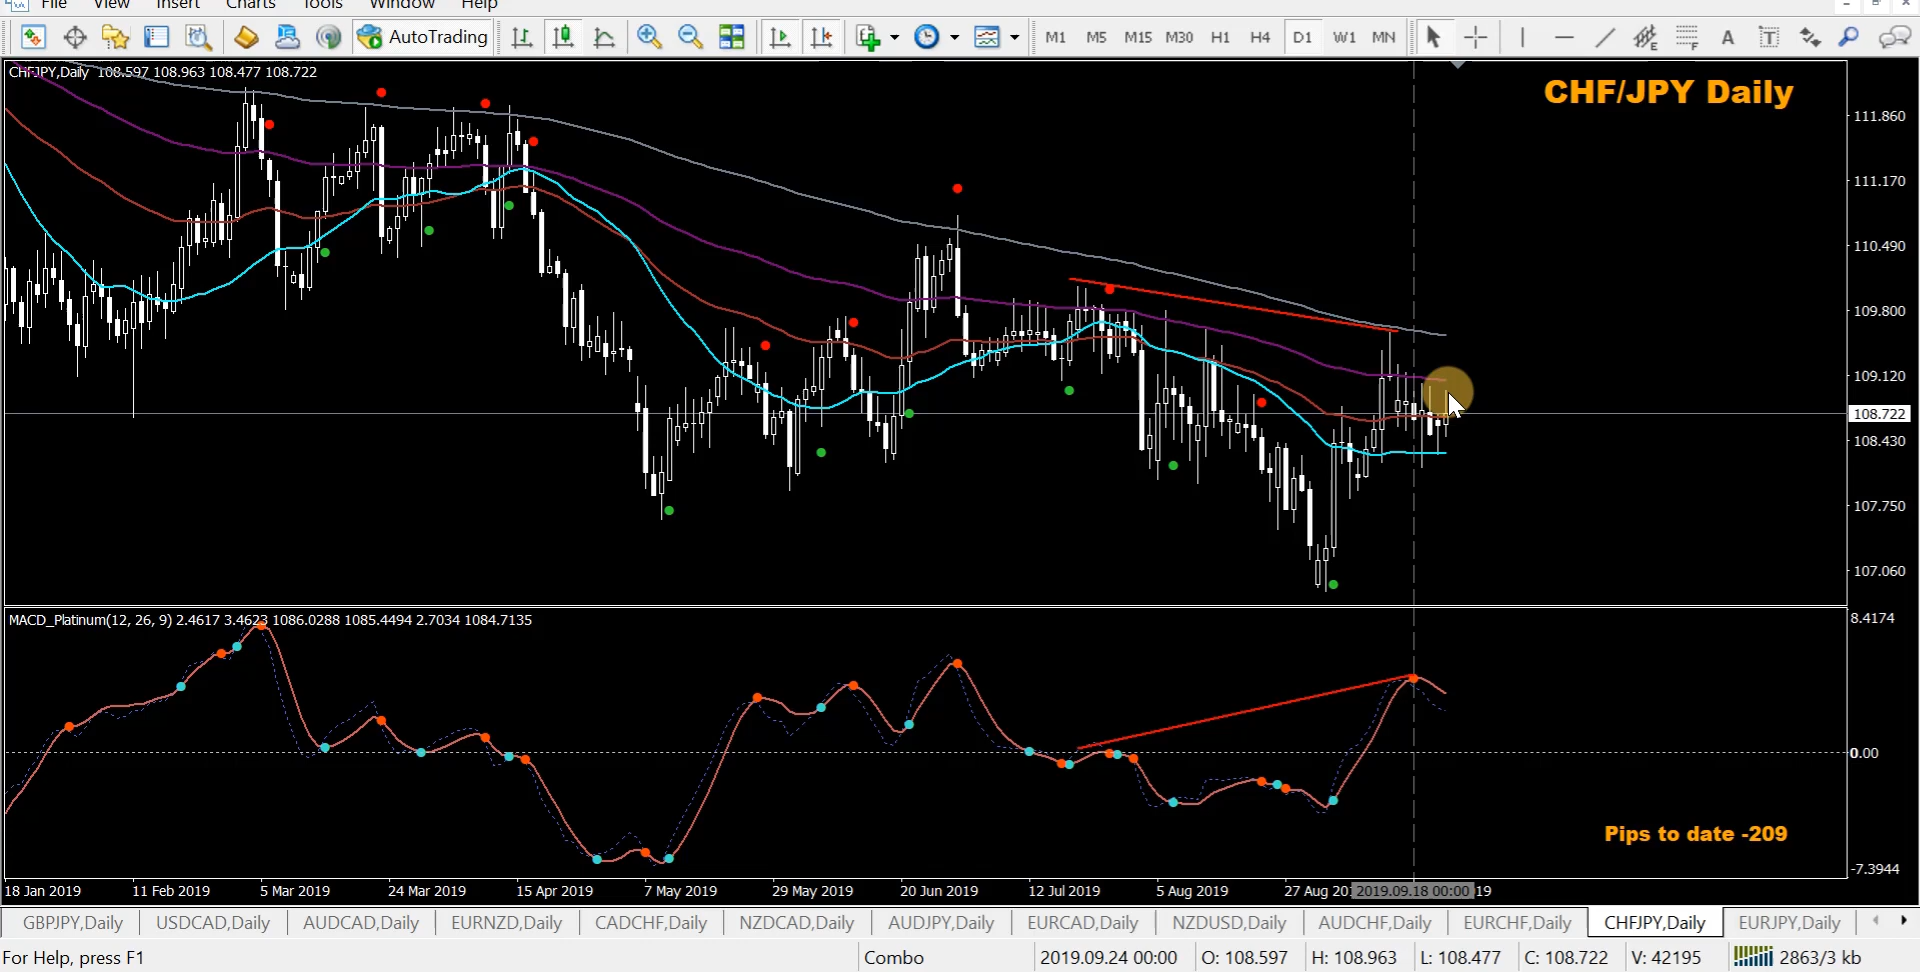 File View Insert Charts Tools Window Help
AutoTrading M1 M5 M15 M30 H1 H4 D1 W1 MN
CHFJPY,Daily 108.597 108.963 108.477 108.722
CHF/JPY Daily
111.860
111.170
110.490
109.800
109.120
108.722
108.430
107.750
107.060
MACD_Platinum(12, 26, 9) 2.4617 3.4623 1086.0288 1085.4494 2.7034 1084.7135
8.4174
0.00
Pips to date -209
-7.3944
18 Jan 2019 11 Feb 2019 5 Mar 2019 24 Mar 2019 15 Apr 2019 7 May 2019 29 May 2019 20 Jun 2019 12 Jul 2019 5 Aug 2019 27 Aug 201 2019.09.18 00:00 19
GBPJPY,Daily USDCAD,Daily AUDCAD,Daily EURNZD,Daily CADCHF,Daily NZDCAD,Daily AUDJPY,Daily EURCAD,Daily NZDUSD,Daily AUDCHF,Daily EURCHF,Daily CHFJPY,Daily EURJPY,Daily
For Help, press F1 Combo 2019.09.24 00:00 O: 108.597 H: 108.963 L: 108.477 C: 108.722 V: 42195 2863/3 kb